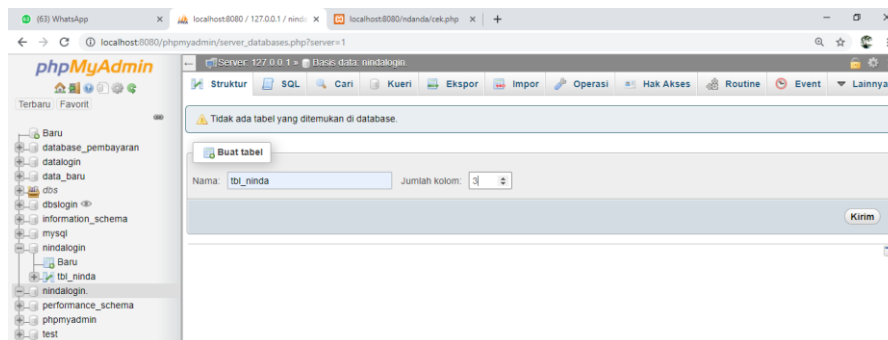 (63) WhatsApp
localhost:8080 / 127.0.0.1 / nind
localhost:8080/ndanda/cek.php
localhost:8080/phpmyadmin/server_databases.php?server=1
phpMyAdmin
Terbaru Favorit
Baru
database_pembayaran
datalogin
data_baru
dbs
dbslogin
information_schema
mysql
nindalogin
Baru
tbl_ninda
nindalogin.
performance_schema
phpmyadmin
test
Server: 127.0.0.1 » Basis data: nindalogin.
Struktur SQL Cari Kueri Ekspor Impor Operasi Hak Akses Routine Event Lainnya
Tidak ada tabel yang ditemukan di database.
Buat tabel
Nama: tbl_ninda Jumlah kolom: 3
Kirim